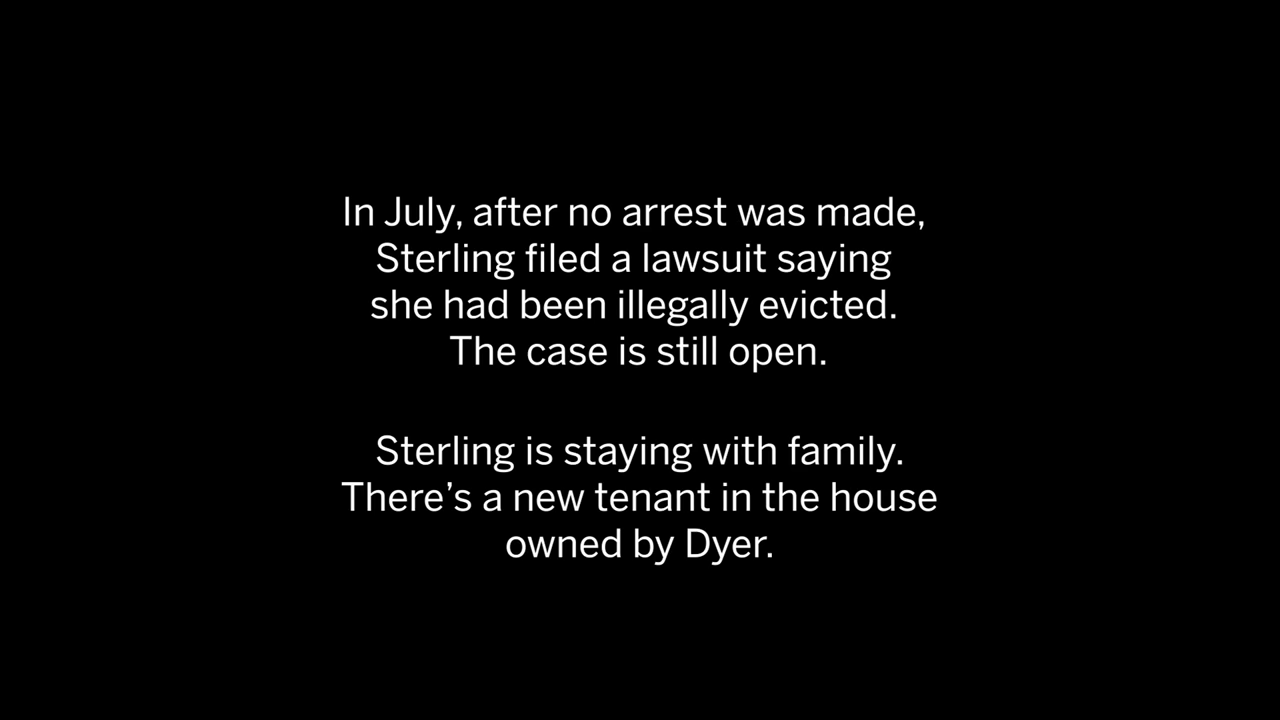 In July, after no arrest was made,
Sterling filed a lawsuit saying
she had been illegally evicted.
The case is still open.
Sterling is staying with family.
There’s a new tenant in the house
owned by Dyer.